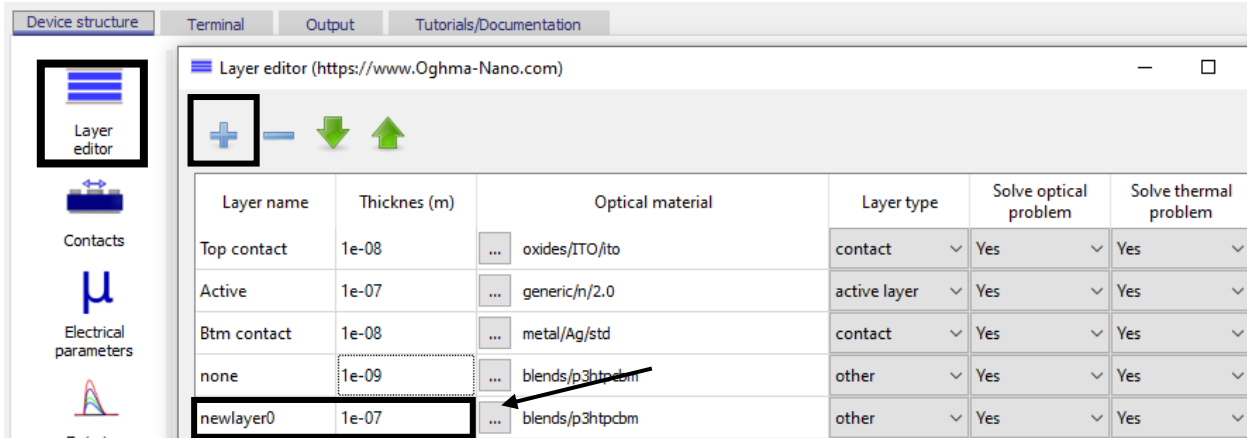 Device structure Terminal Output Tutorials/Documentation
Layer editor (https://www.Oghma-Nano.com)
Layer
editor
Contacts
μ
Electrical
parameters
Layer name Thicknes (m) Optical material Layer type Solve optical problem Solve thermal problem
Top contact 1e-08 ... oxides/ITO/ito contact Yes Yes
Active 1e-07 ... generic/n/2.0 active layer Yes Yes
Btm contact 1e-08 ... metal/Ag/std contact Yes Yes
none 1e-09 ... blends/p3htpcbm other Yes Yes
newlayer0 1e-07 ... blends/p3htpcbm other Yes Yes